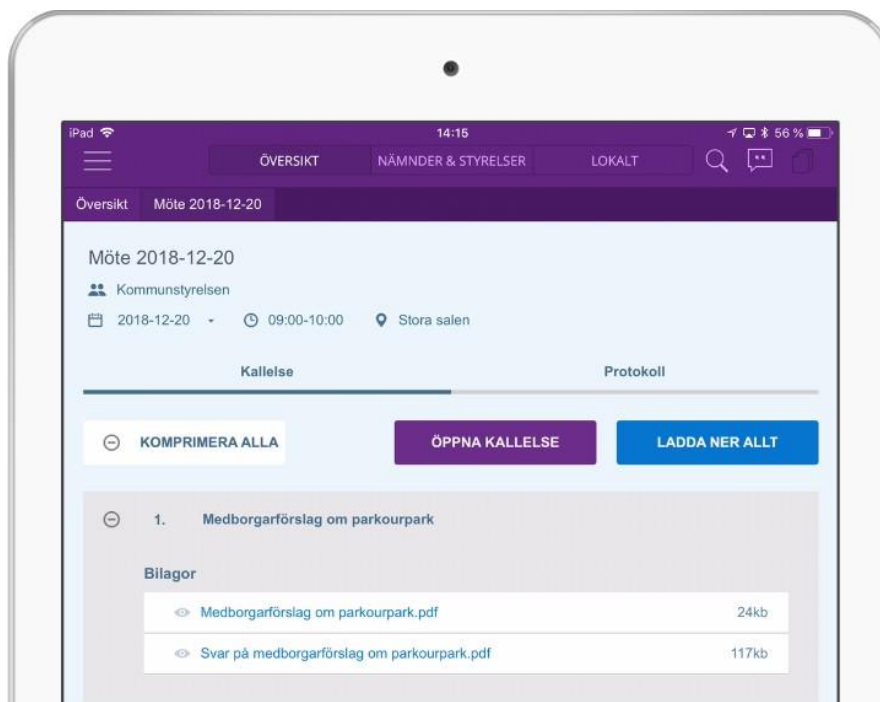 iPad 14:15 56 %
ÖVERSIKT NÄMNDER & STYRELSER LOKALT
Översikt Möte 2018-12-20
Möte 2018-12-20
Kommunstyrelsen
2018-12-20 09:00-10:00 Stora salen
Kallelse Protokoll
KOMPRIMERA ALLA ÖPPNA KALLELSE LADDA NER ALLT
1. Medborgarförslag om parkourpark
Bilagor
Medborgarförslag om parkourpark.pdf 24kb
Svar på medborgarförslag om parkourpark.pdf 117kb